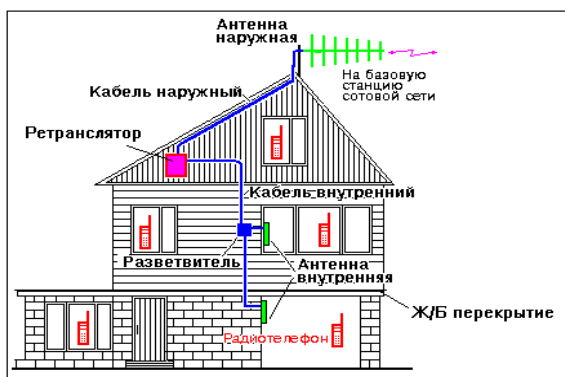 Антенна
наружная
На базовую
станцию
сотовой сети
Кабель наружный
Ретранслятор
Кабель внутренний
Разветвитель
Антенна
внутренняя
Ж/Б перекрытие
Радиотелефон